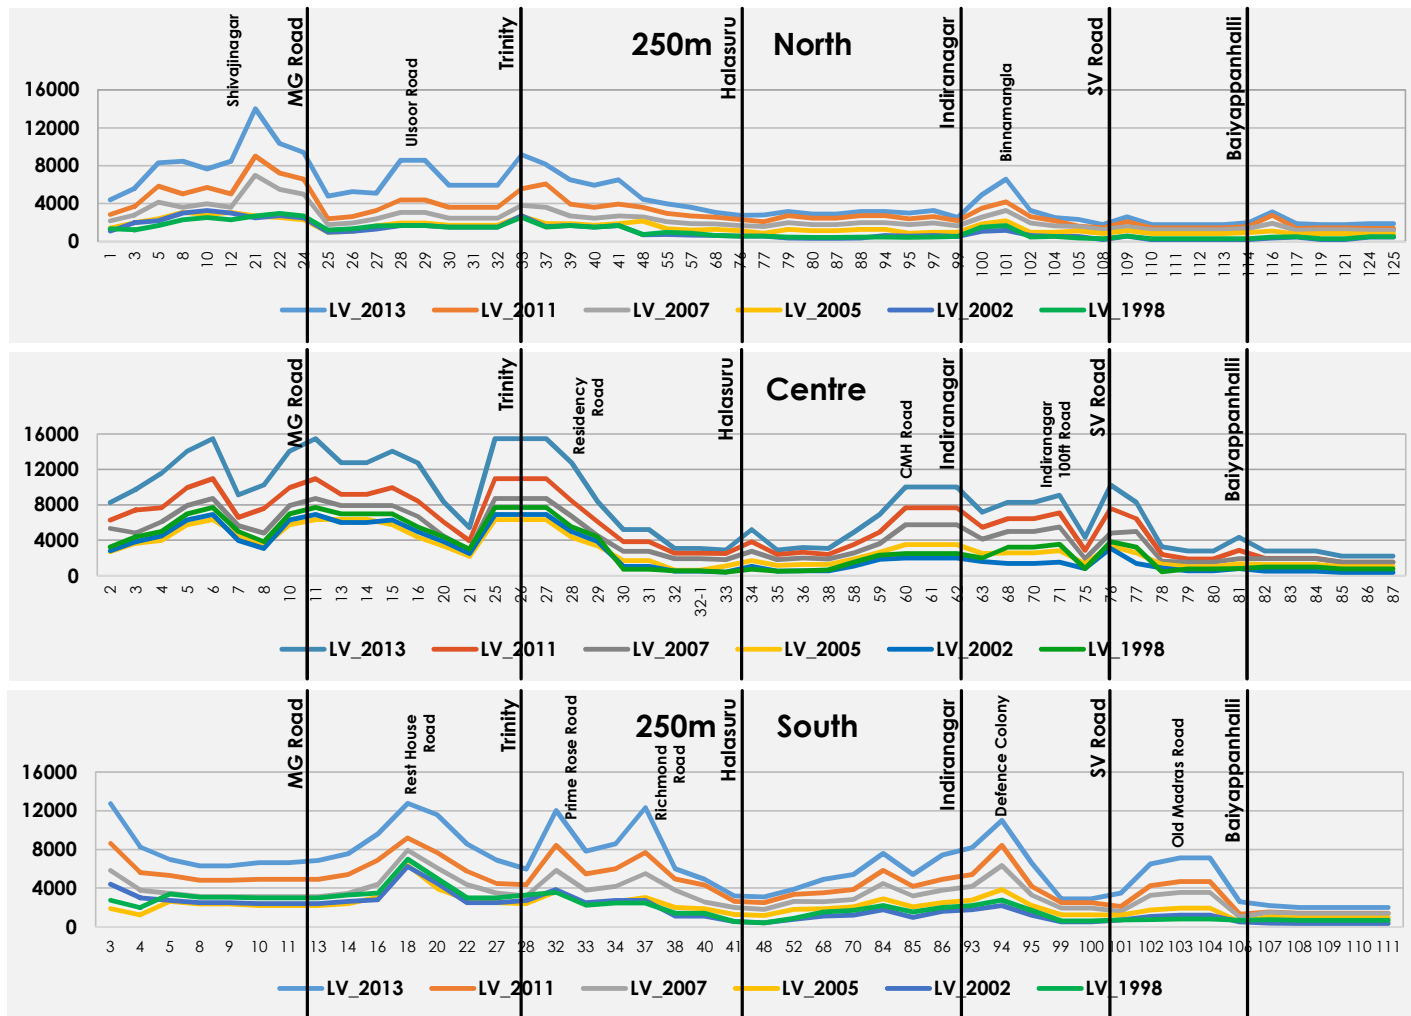 250m North
Shivajinagar
MG Road
Ulsoor Road
Trinity
Halasuru
Indiranagar
Binnamangla
SV Road
Baiyappanhalli
16000
12000
8000
4000
0
1 3 5 8 10 12 21 22 24 25 26 27 28 29 30 31 32 33 37 39 40 41 48 55 57 68 76 77 79 80 87 88 94 95 97 99 100 101 102 104 105 108 109 110 111 112 113 114 116 117 119 121 124 125
LV_2013 LV_2011 LV_2007 LV_2005 LV_2002 LV_1998
Centre
MG Road
Trinity
Residency
Road
Halasuru
CMH Road
Indiranagar
Indiranagar
100ft Road
SV Road
Baiyappanhalli
16000
12000
8000
4000
0
2 3 4 5 6 7 8 10 11 13 14 15 16 20 21 25 26 27 28 29 30 31 32 32-1 33 34 35 36 38 58 59 60 61 62 63 68 70 71 75 76 77 78 79 80 81 82 83 84 85 86 87
LV_2013 LV_2011 LV_2007 LV_2005 LV_2002 LV_1998
250m South
MG Road
Rest House
Road
Trinity
Prime Rose Road
Richmond
Road
Halasuru
Indiranagar
Defence Colony
SV Road
Old Madras Road
Baiyappanhalli
16000
12000
8000
4000
0
3 4 5 8 9 10 11 13 14 16 18 20 22 27 28 32 33 34 37 38 40 41 48 52 68 70 84 85 86 93 94 95 99 100 101 102 103 104 106 107 108 109 110 111
LV_2013 LV_2011 LV_2007 LV_2005 LV_2002 LV_1998